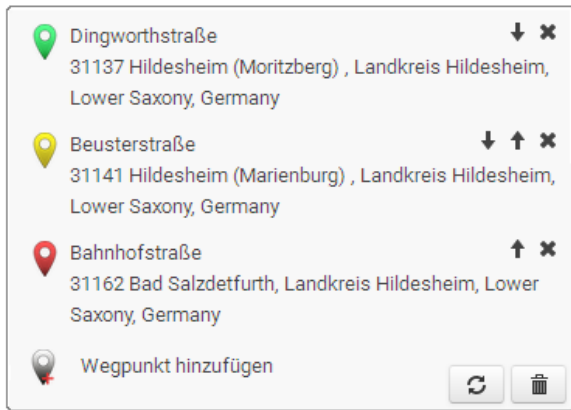 Dingworthstraße
31137 Hildesheim (Moritzberg) , Landkreis Hildesheim,
Lower Saxony, Germany
Beusterstraße
31141 Hildesheim (Marienburg) , Landkreis Hildesheim,
Lower Saxony, Germany
Bahnhofstraße
31162 Bad Salzdetfurth, Landkreis Hildesheim, Lower
Saxony, Germany
Wegpunkt hinzufügen